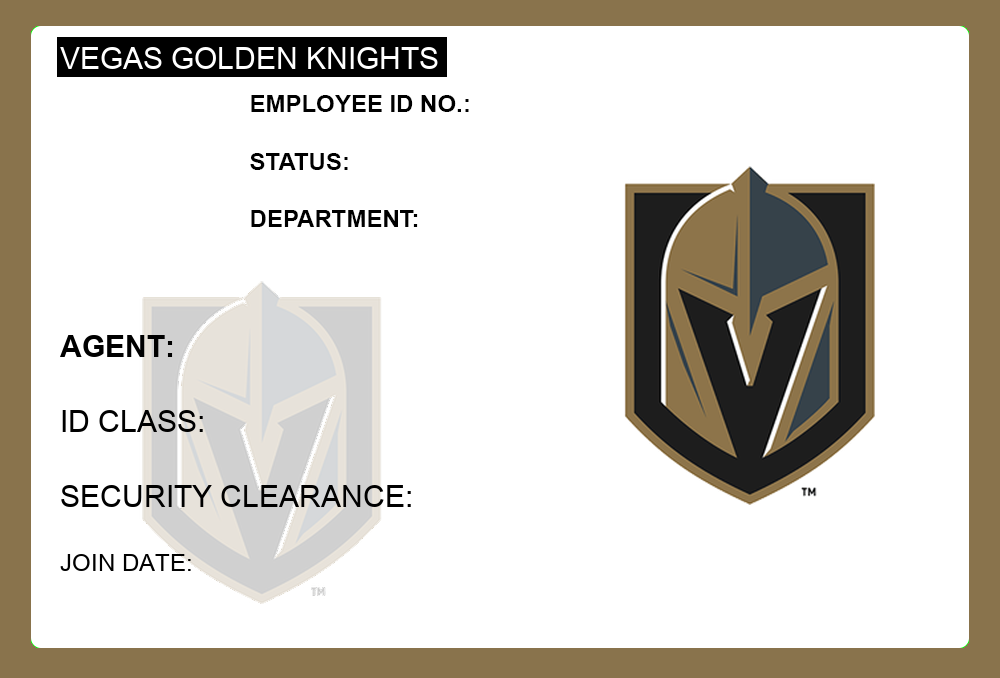 VEGAS GOLDEN KNIGHTS
EMPLOYEE ID NO.:
STATUS:
DEPARTMENT:
AGENT:
ID CLASS:
SECURITY CLEARANCE:
JOIN DATE:
TM
TM